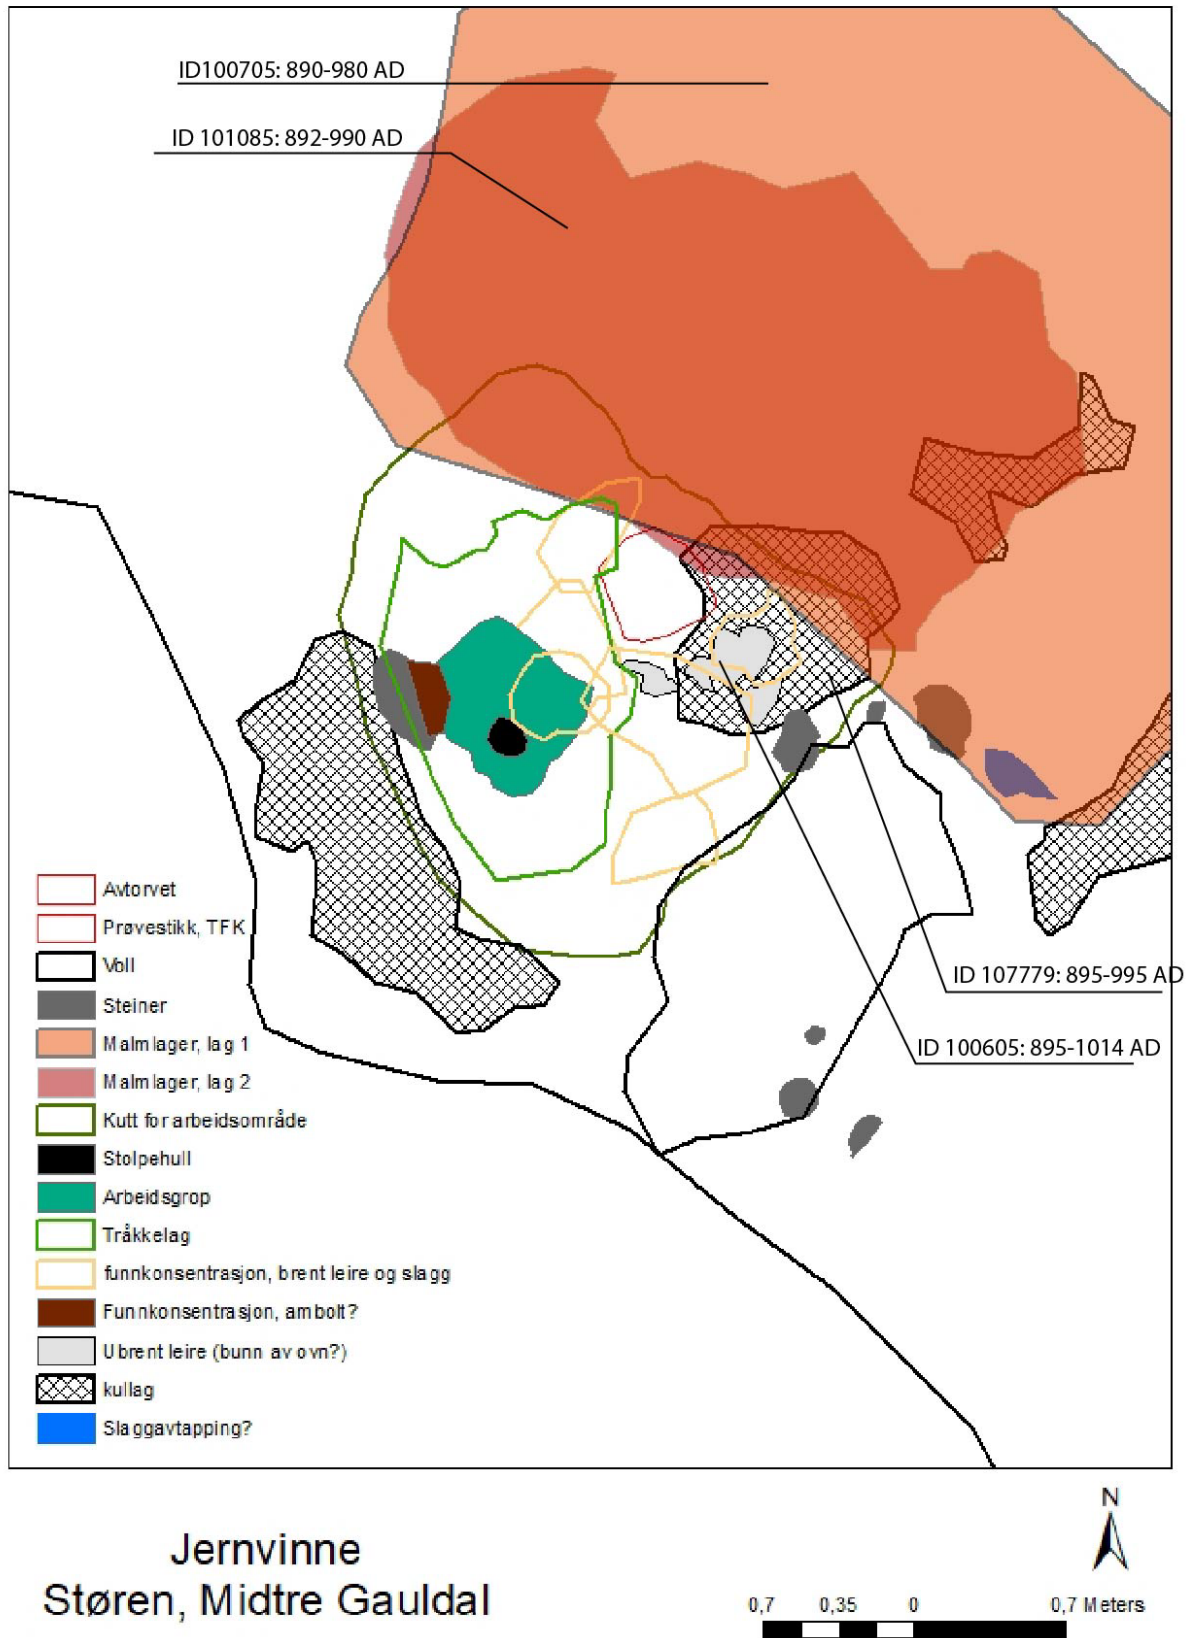 ID100705: 890-980 AD
ID 101085: 892-990 AD
Avtorvet
Prøvestikk, TFK
Voll
Steiner
Malmlager, lag 1
Malmlager, lag 2
Kutt for arbeidsområde
Stolpehull
Arbeidsgrop
Tråkkelag
funnkonsentrasjon, brent leire og slagg
Funnkonsentrasjon, ambolt?
Ubrent leire (bunn av ovn?)
kullag
Slaggavtapping?
ID 107779: 895-995 AD
ID 100605: 895-1014 AD
Jernvinne
Støren, Midtre Gauldal
N
0,7 0,35 0 0,7 Meters